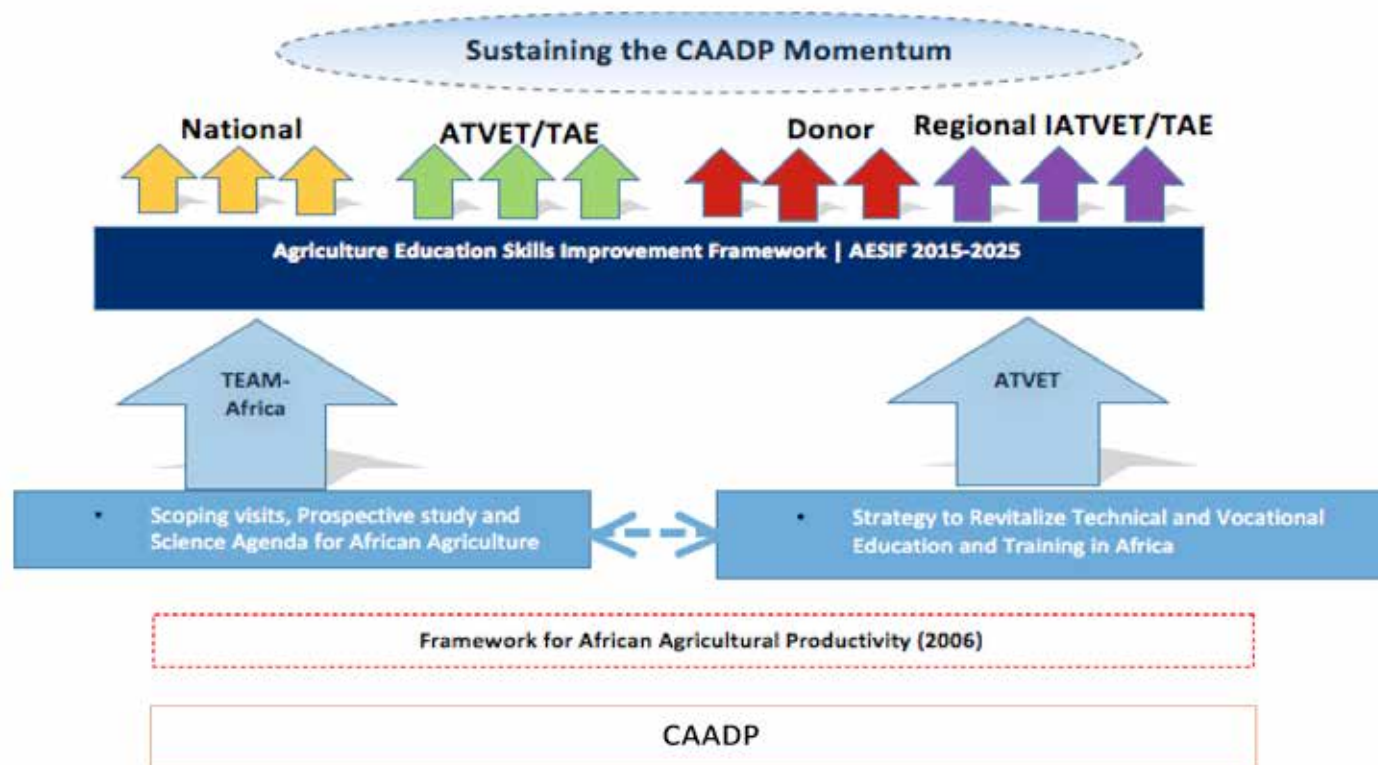 Sustaining the CAADP Momentum
National
ATVET/TAE
Donor
Regional IATVET/TAE
Agriculture Education Skills Improvement Framework | AESIF 2015-2025
TEAM-
Africa
ATVET
• Scoping visits, Prospective study and
Science Agenda for African Agriculture
• Strategy to Revitalize Technical and Vocational
Education and Training in Africa
Framework for African Agricultural Productivity (2006)
CAADP